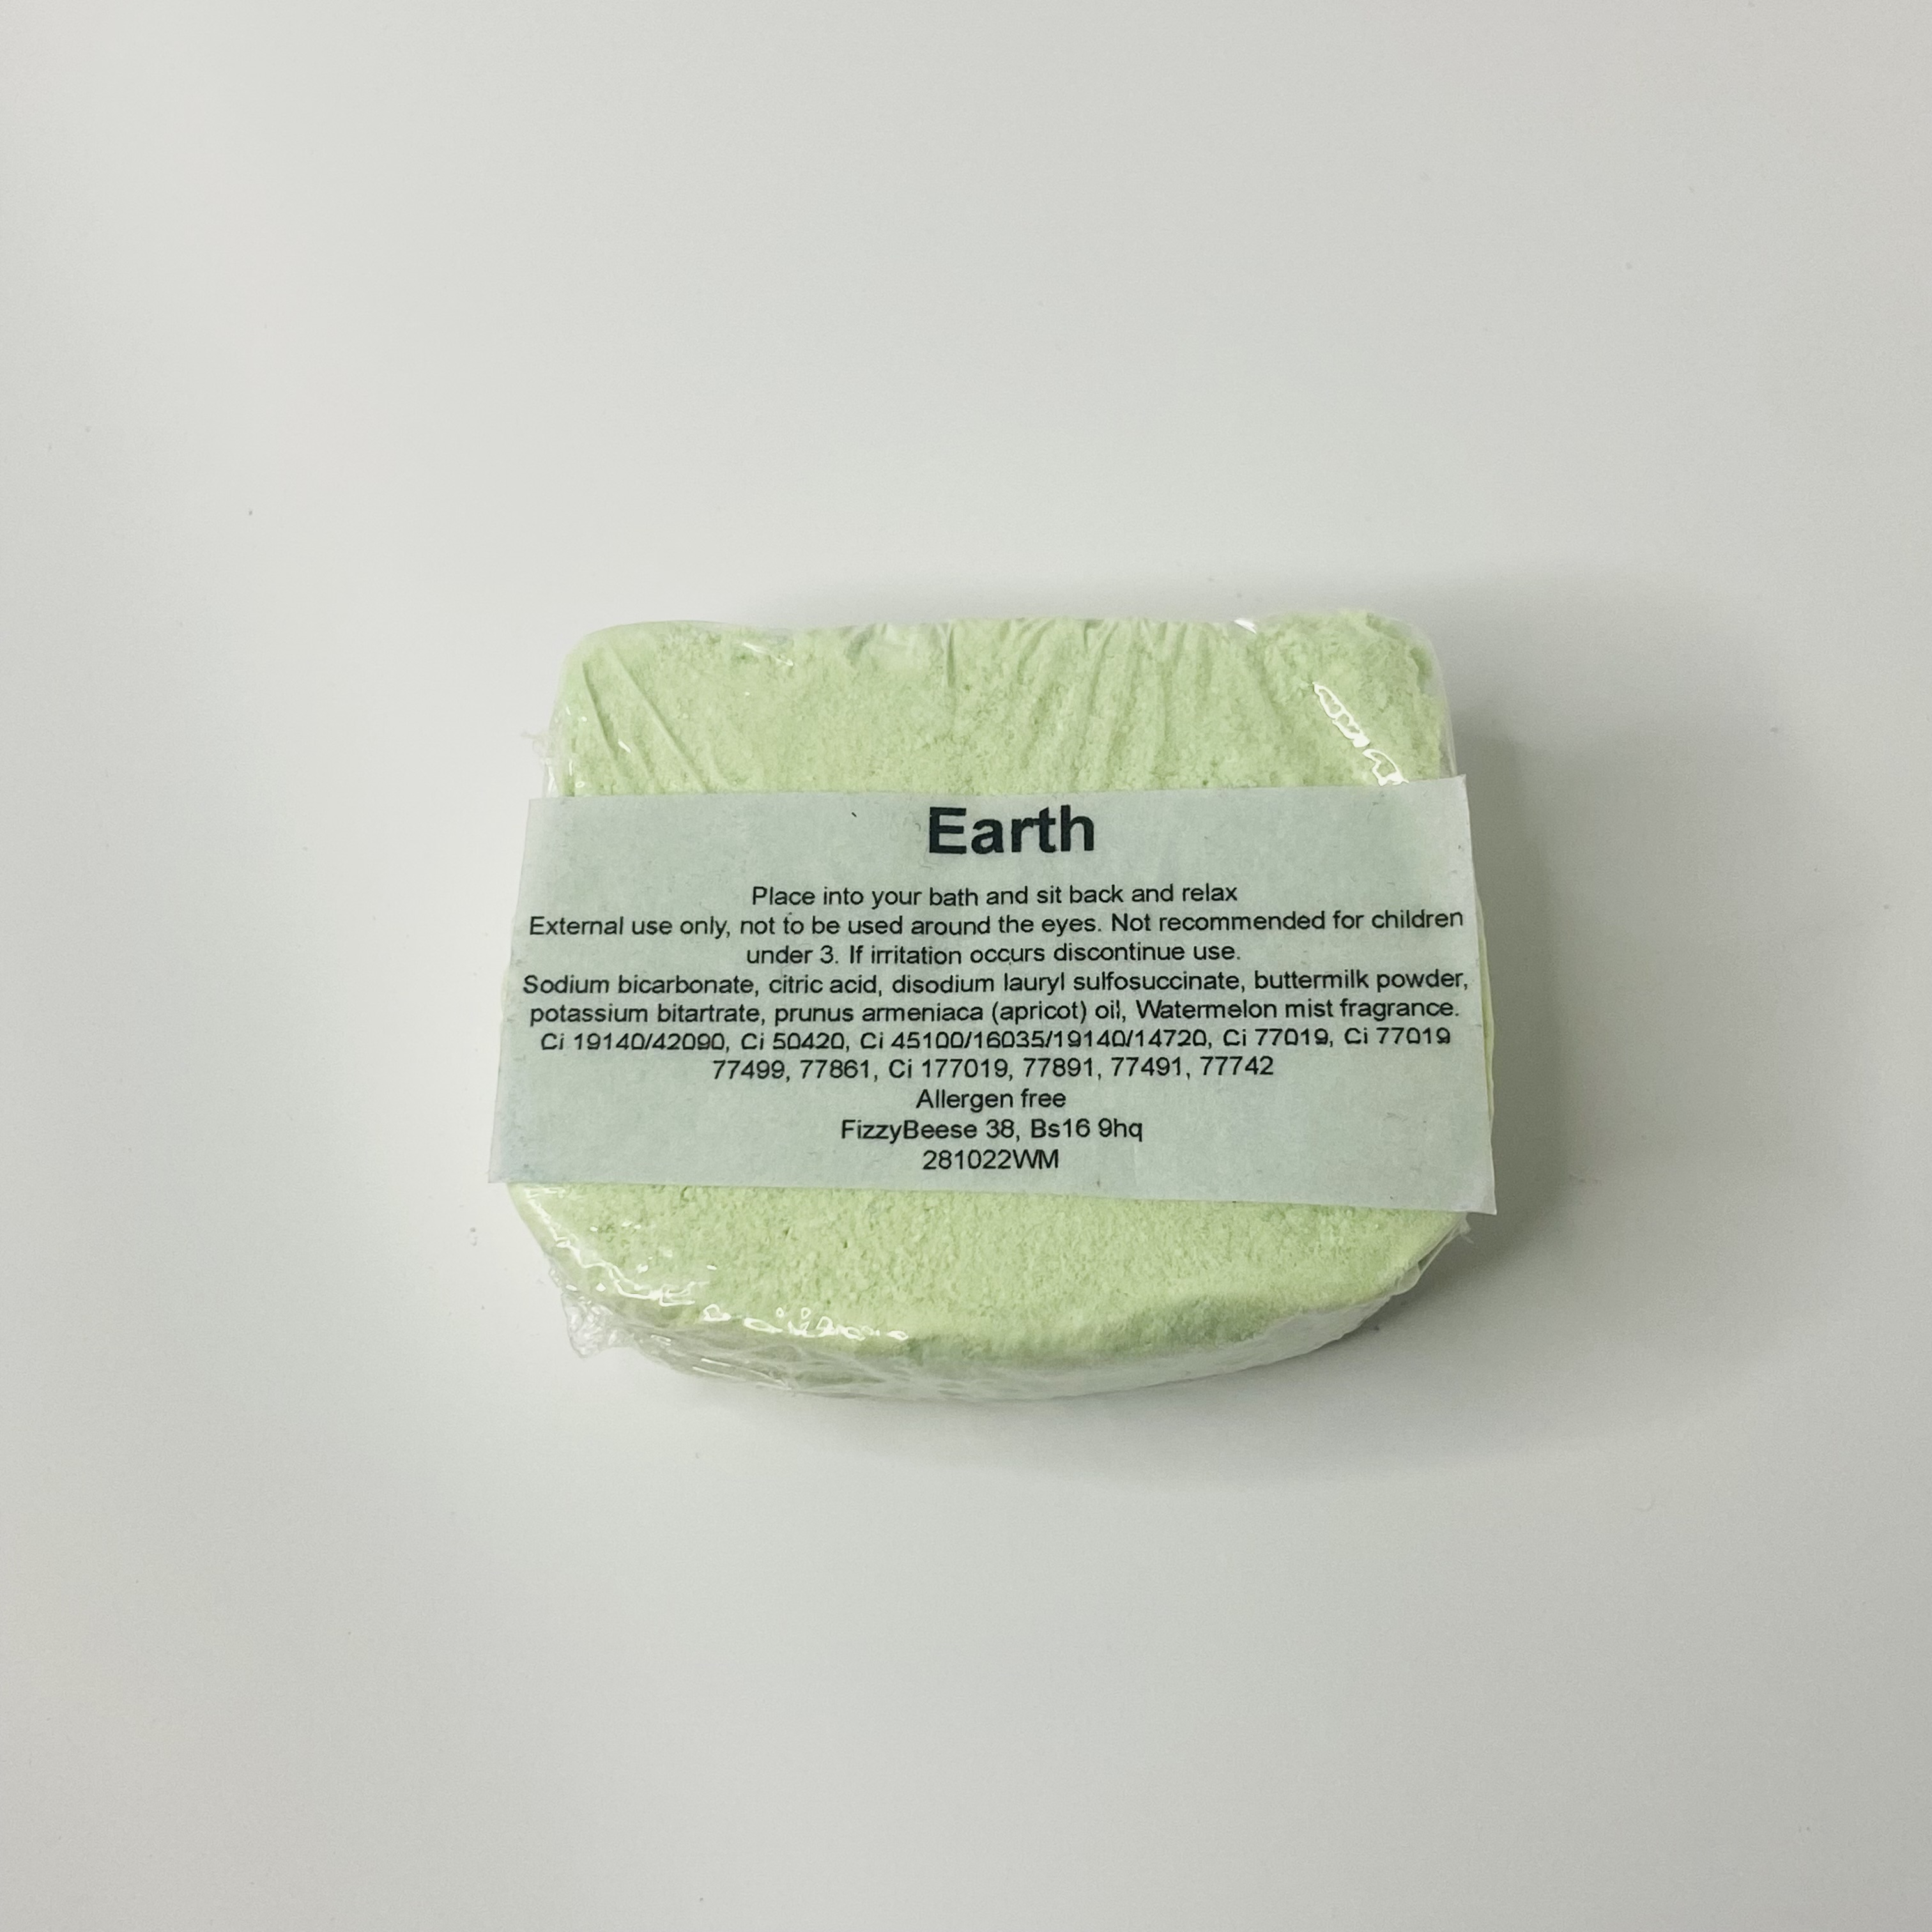 Earth
Place into your bath and sit back and relax
External use only, not to be used around the eyes. Not recommended for children
under 3. If irritation occurs discontinue use.
Sodium bicarbonate, citric acid, disodium lauryl sulfosuccinate, buttermilk powder,
potassium bitartrate, prunus armeniaca (apricot) oil, Watermelon mist fragrance.
Ci 19140/42090, Ci 50420, Ci 45100/16035/19140/14720, Ci 77019, Ci 77019
77499, 77861, Ci 177019, 77891, 77491, 77742
Allergen free
FizzyBeese 38, Bs16 9hq
281022WM